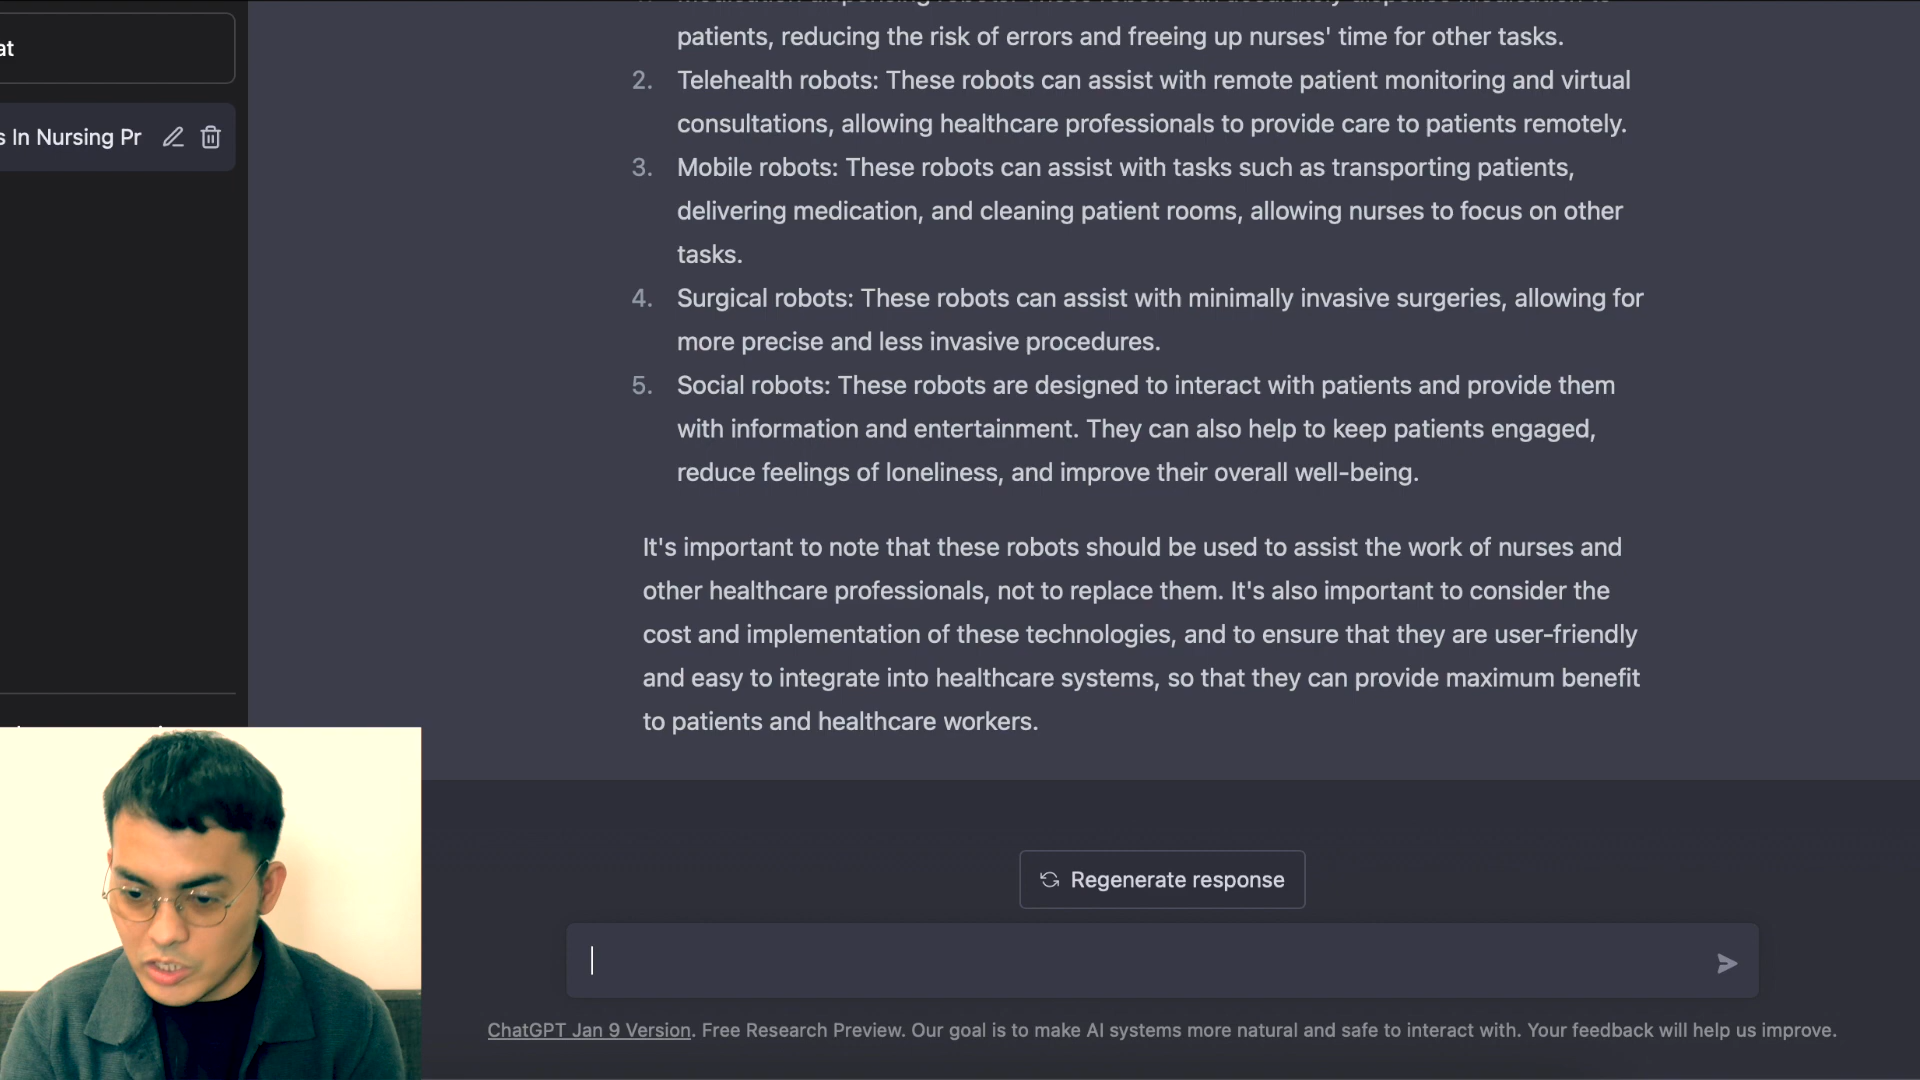 at
s In Nursing Pr
patients, reducing the risk of errors and freeing up nurses' time for other tasks.
2. Telehealth robots: These robots can assist with remote patient monitoring and virtual
consultations, allowing healthcare professionals to provide care to patients remotely.
3. Mobile robots: These robots can assist with tasks such as transporting patients,
delivering medication, and cleaning patient rooms, allowing nurses to focus on other
tasks.
4. Surgical robots: These robots can assist with minimally invasive surgeries, allowing for
more precise and less invasive procedures.
5. Social robots: These robots are designed to interact with patients and provide them
with information and entertainment. They can also help to keep patients engaged,
reduce feelings of loneliness, and improve their overall well-being.
It's important to note that these robots should be used to assist the work of nurses and
other healthcare professionals, not to replace them. It's also important to consider the
cost and implementation of these technologies, and to ensure that they are user-friendly
and easy to integrate into healthcare systems, so that they can provide maximum benefit
to patients and healthcare workers.
Regenerate response
ChatGPT Jan 9 Version. Free Research Preview. Our goal is to make AI systems more natural and safe to interact with. Your feedback will help us improve.